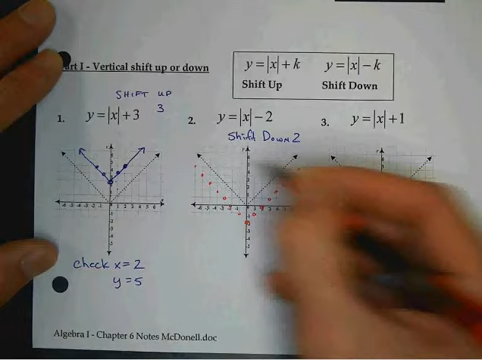 Part I - Vertical shift up or down
y = |x| + k    y = |x| − k
Shift Up    Shift Down
SHIFT UP
3
1. y = |x| + 3
2. y = |x| − 2
3. y = |x| + 1
Shift Down 2
check x = 2
y = 5
Algebra I - Chapter 6 Notes McDonell.doc